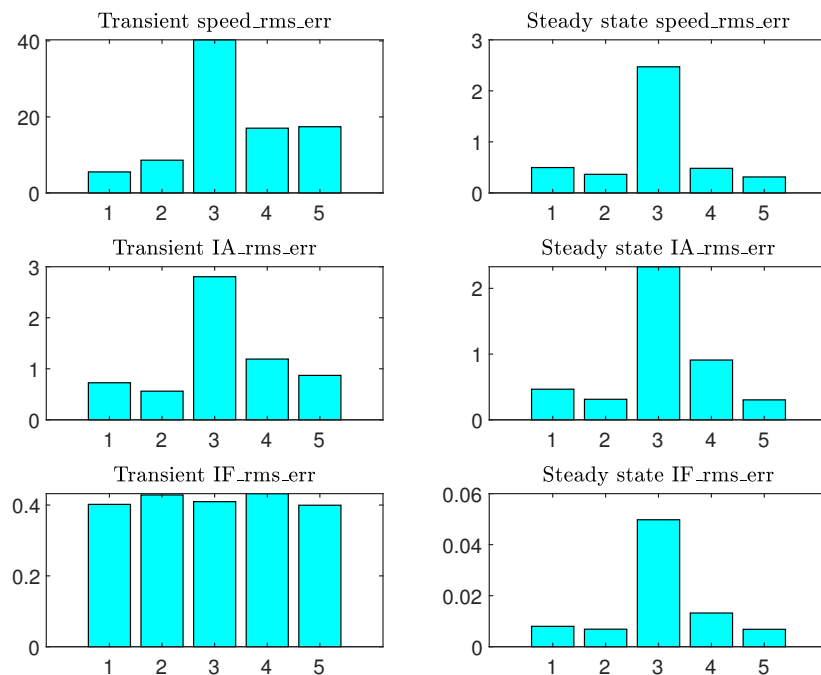 Transient speed_rms_err
40
20
0
1 2 3 4 5
Steady state speed_rms_err
3
2
1
0
1 2 3 4 5
Transient IA_rms_err
3
2
1
0
1 2 3 4 5
Steady state IA_rms_err
2
1
0
1 2 3 4 5
Transient IF_rms_err
0.4
0.2
0
1 2 3 4 5
Steady state IF_rms_err
0.06
0.04
0.02
0
1 2 3 4 5